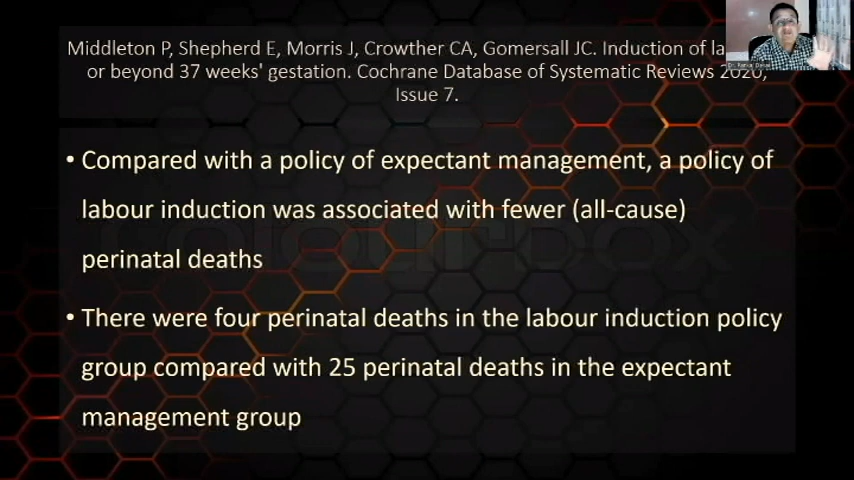 Middleton P, Shepherd E, Morris J, Crowther CA, Gomersall JC. Induction of
or beyond 37 weeks' gestation. Cochrane Database of Systematic Reviews 2020,
Issue 7.
• Compared with a policy of expectant management, a policy of
labour induction was associated with fewer (all-cause)
perinatal deaths
• There were four perinatal deaths in the labour induction policy
group compared with 25 perinatal deaths in the expectant
management group
colourbox